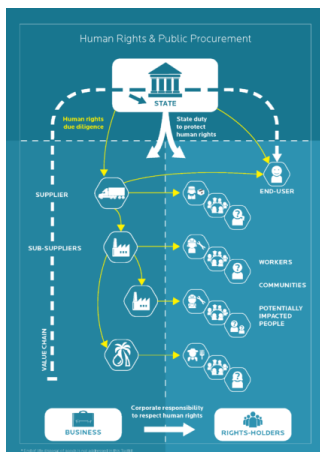 Human Rights & Public Procurement
STATE
Human rights
due diligence
State duty
to protect
human rights
END-USER
SUPPLIER
SUB-SUPPLIERS
WORKERS
COMMUNITIES
POTENTIALLY
IMPACTED
PEOPLE
VALUE CHAIN
Corporate responsibility
to respect human rights
BUSINESS
RIGHTS-HOLDERS